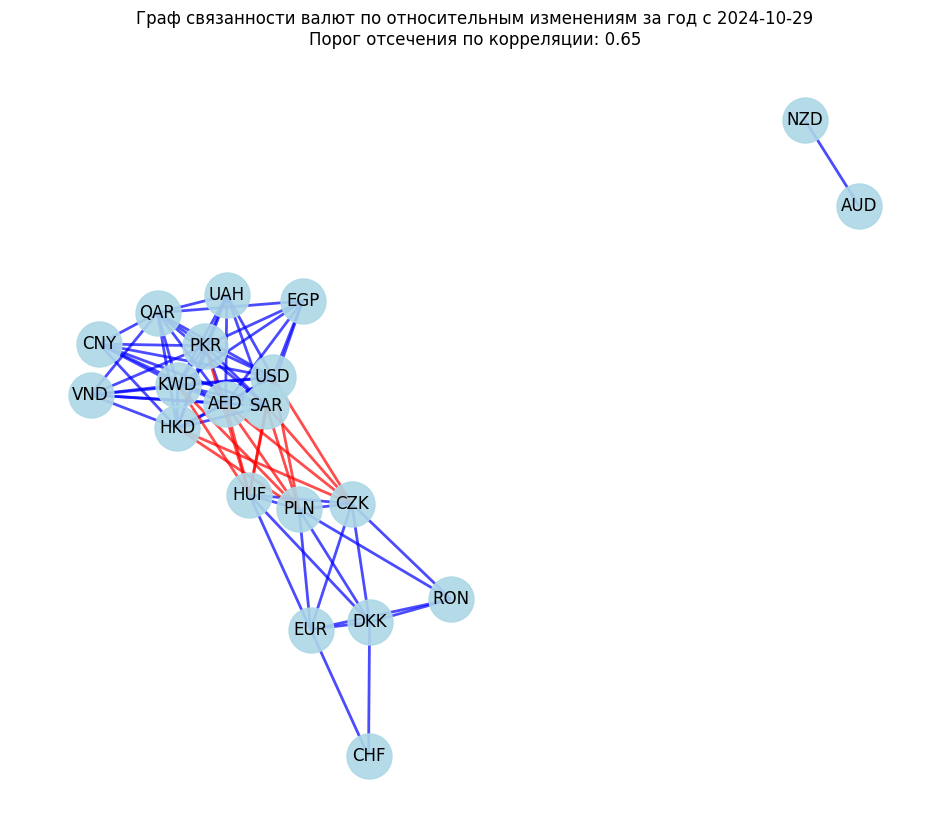 Граф связанности валют по относительным изменениям за год с 2024-10-29
Порог отсечения по корреляции: 0.65
NZD
AUD
UAH
EGP
QAR
CNY
PKR
USD
KWD
VND
AED
SAR
HKD
HUF
PLN
CZK
RON
EUR
DKK
CHF